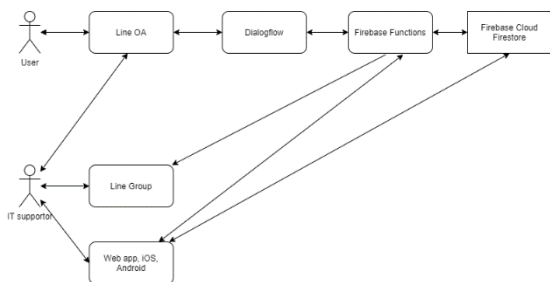 Line OA
Dialogflow
Firebase Functions
Firebase Cloud
Firestore
User
Line Group
IT supportor
Web app, iOS,
Android